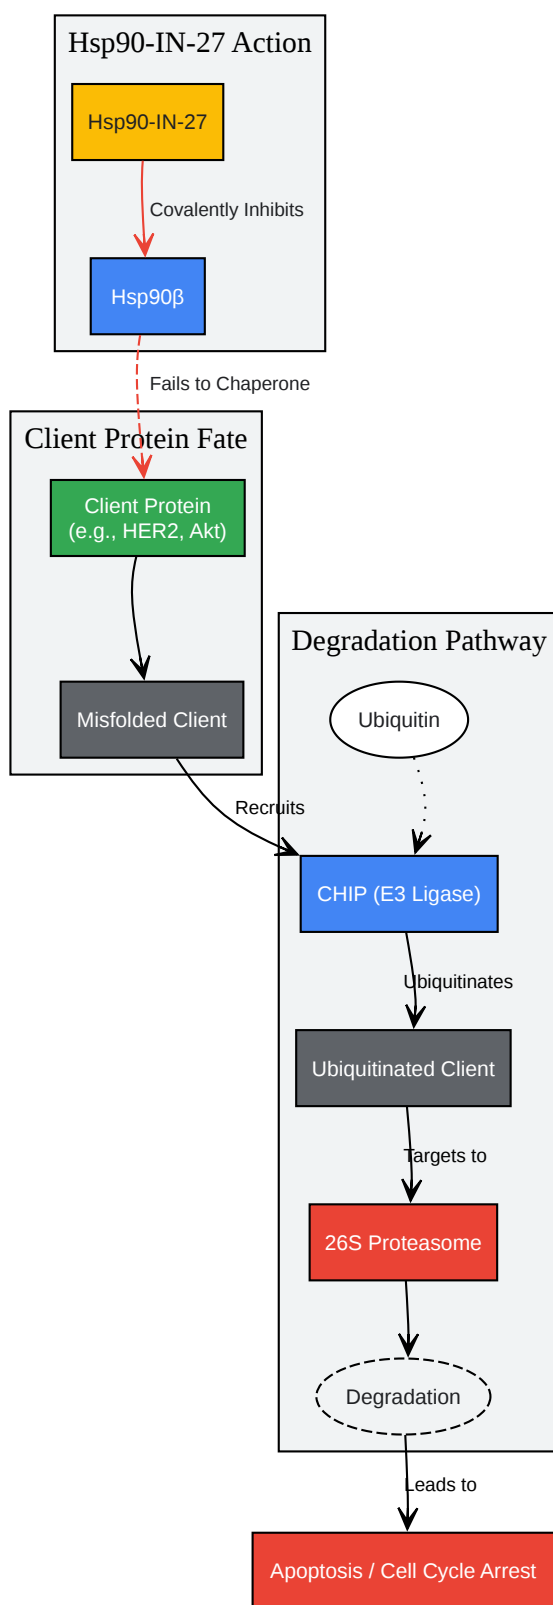 Hsp90-IN-27 Action
Hsp90-IN-27
Covalently Inhibits
Hsp90β
Fails to Chaperone
Client Protein Fate
Client Protein
(e.g., HER2, Akt)
Misfolded Client
Degradation Pathway
Ubiquitin
Recruits
CHIP (E3 Ligase)
Ubiquitinates
Ubiquitinated Client
Targets to
26S Proteasome
Degradation
Leads to
Apoptosis / Cell Cycle Arrest